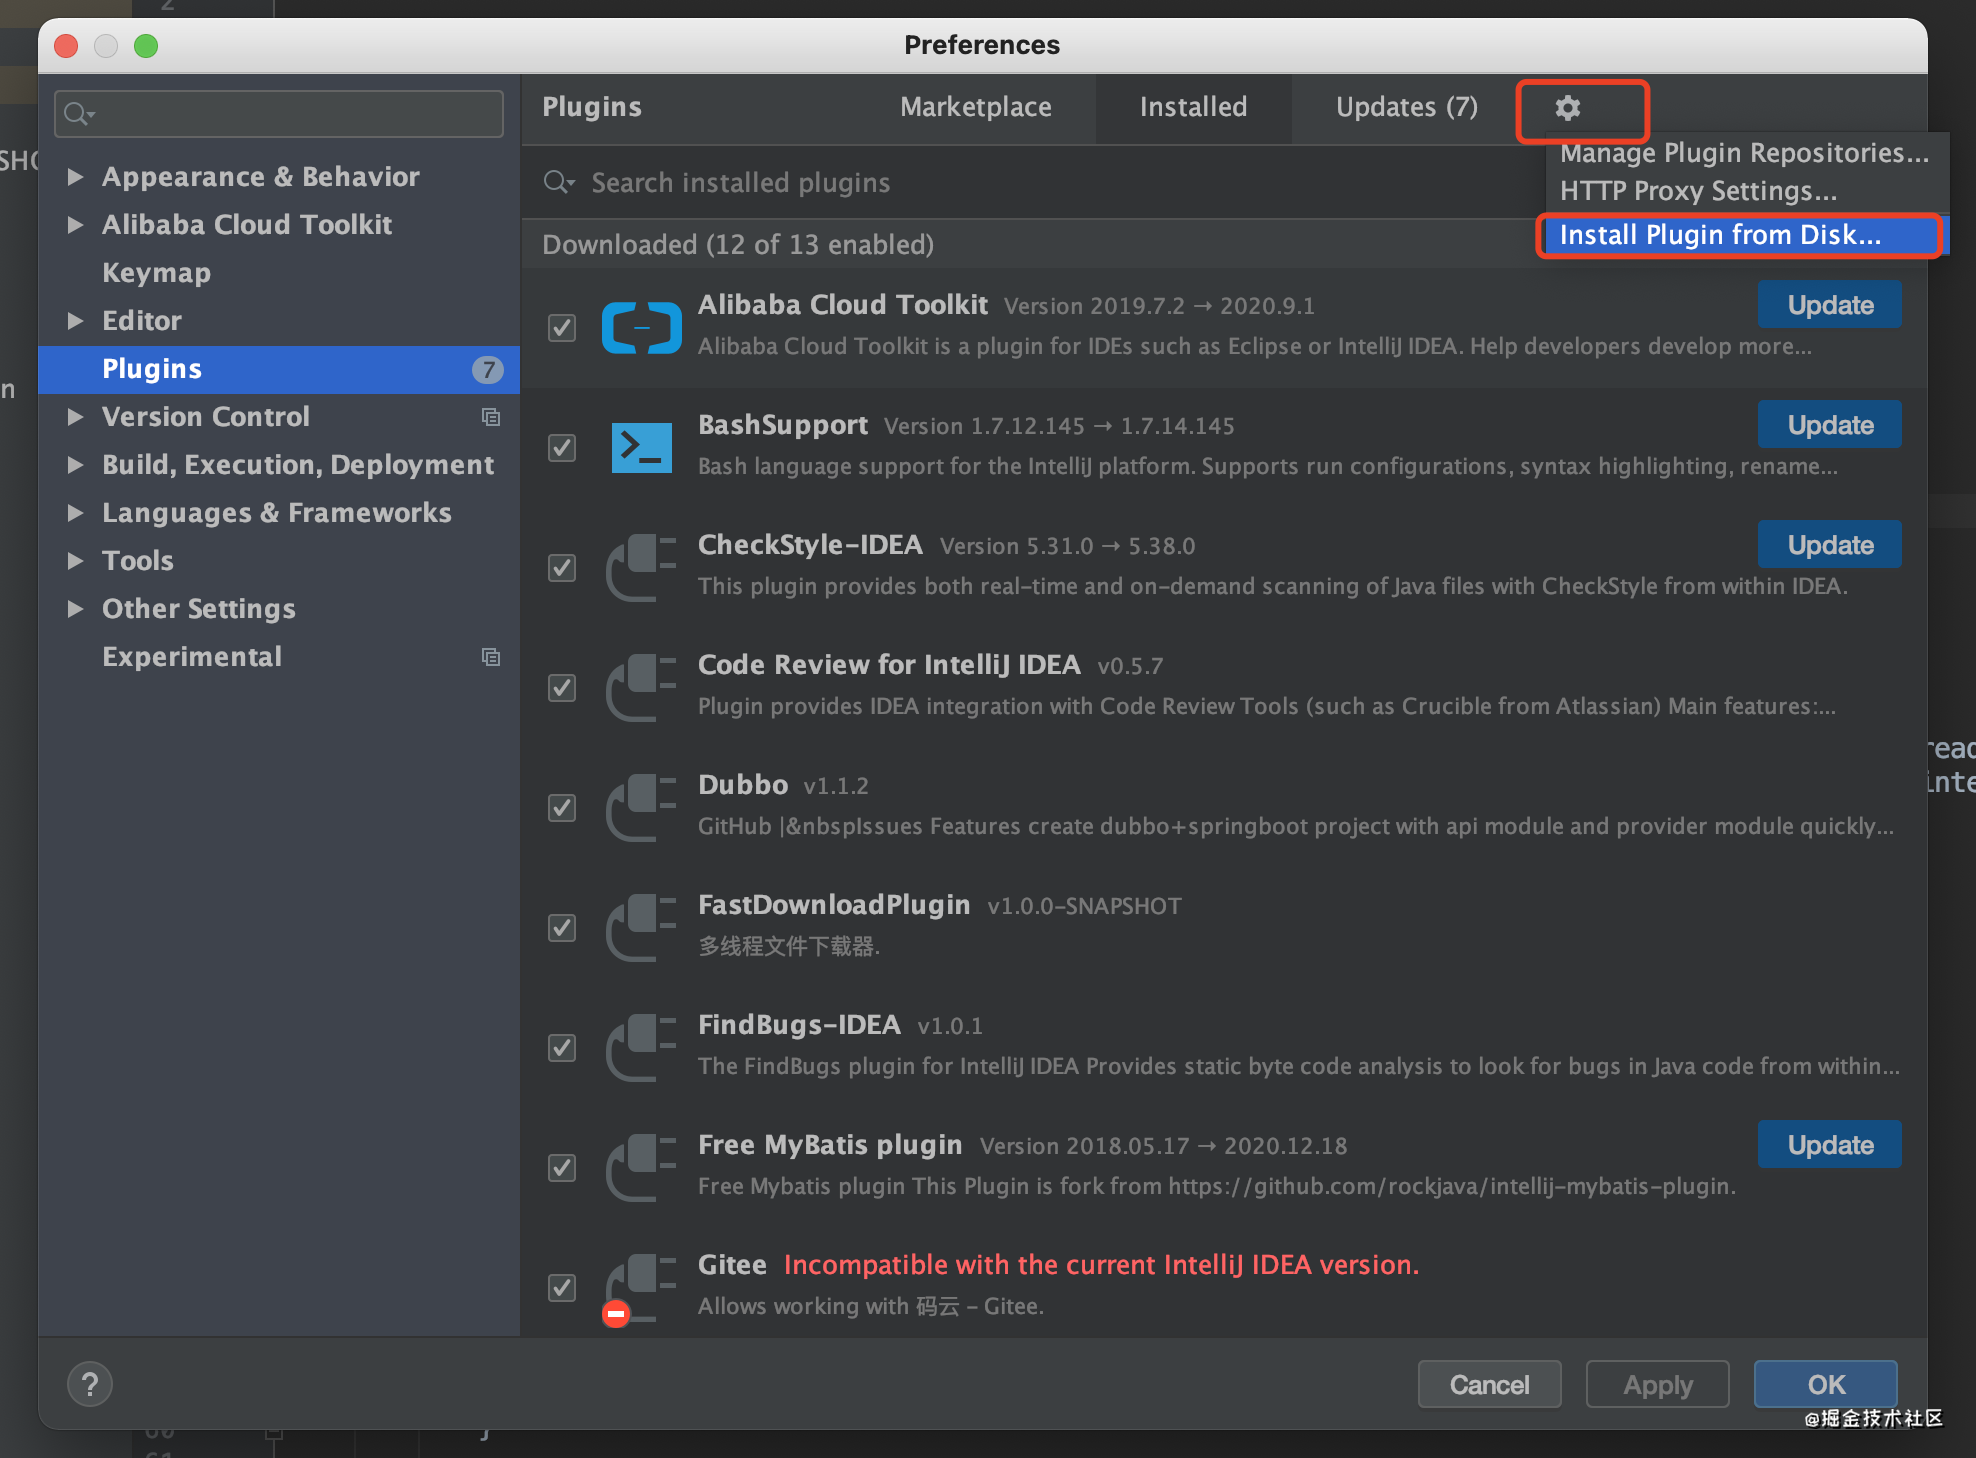 2
Preferences
SHO
n
Appearance & Behavior
Alibaba Cloud Toolkit
Keymap
Editor
Plugins 7
Version Control
Build, Execution, Deployment
Languages & Frameworks
Tools
Other Settings
Experimental
Plugins Marketplace Installed Updates (7)
Manage Plugin Repositories...
HTTP Proxy Settings...
Install Plugin from Disk...
Search installed plugins
Downloaded (12 of 13 enabled)
Alibaba Cloud Toolkit Version 2019.7.2 → 2020.9.1 Update
Alibaba Cloud Toolkit is a plugin for IDEs such as Eclipse or IntelliJ IDEA. Help developers develop more...
BashSupport Version 1.7.12.145 → 1.7.14.145 Update
Bash language support for the IntelliJ platform. Supports run configurations, syntax highlighting, rename...
CheckStyle-IDEA Version 5.31.0 → 5.38.0 Update
This plugin provides both real-time and on-demand scanning of Java files with CheckStyle from within IDEA.
Code Review for IntelliJ IDEA v0.5.7
Plugin provides IDEA integration with Code Review Tools (such as Crucible from Atlassian) Main features:...
Dubbo v1.1.2
GitHub |&nbspIssues Features create dubbo+springboot project with api module and provider module quickly...
FastDownloadPlugin v1.0.0-SNAPSHOT
多线程文件下载器.
FindBugs-IDEA v1.0.1
The FindBugs plugin for IntelliJ IDEA Provides static byte code analysis to look for bugs in Java code from within...
Free MyBatis plugin Version 2018.05.17 → 2020.12.18 Update
Free Mybatis plugin This Plugin is fork from https://github.com/rockjava/intellij-mybatis-plugin.
Gitee Incompatible with the current IntelliJ IDEA version.
Allows working with 码云 – Gitee.
read
inte
? Cancel Apply OK
@掘金技术社区
60 }
61